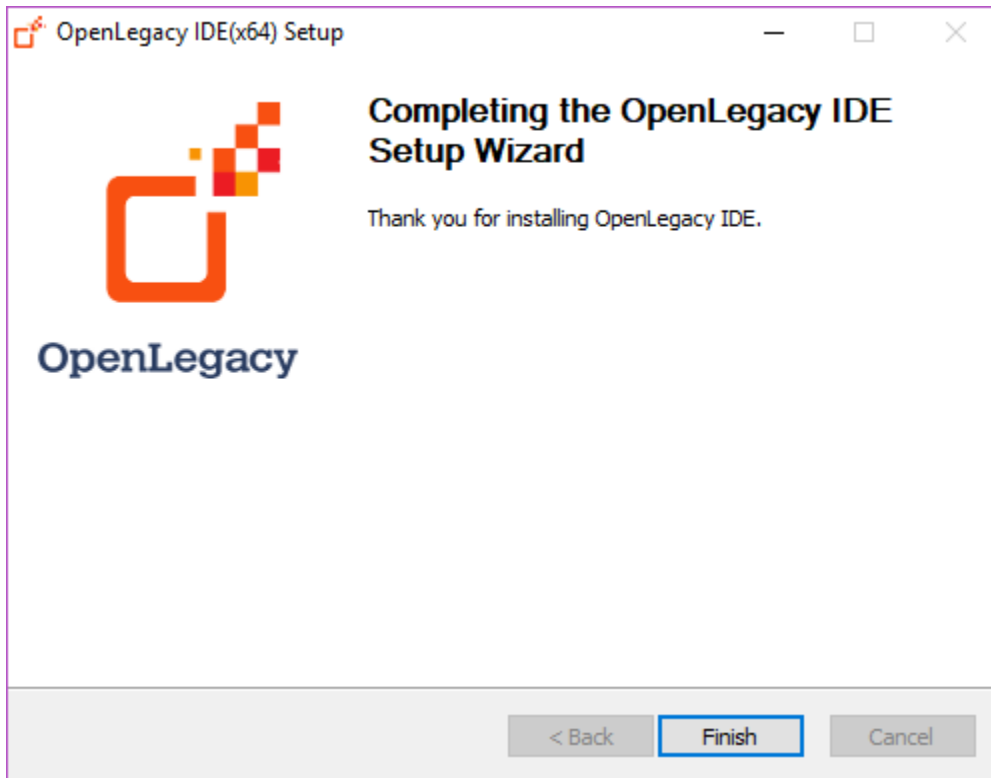 OpenLegacy IDE(x64) Setup
Completing the OpenLegacy IDE
Setup Wizard
Thank you for installing OpenLegacy IDE.
OpenLegacy
< Back
Finish
Cancel